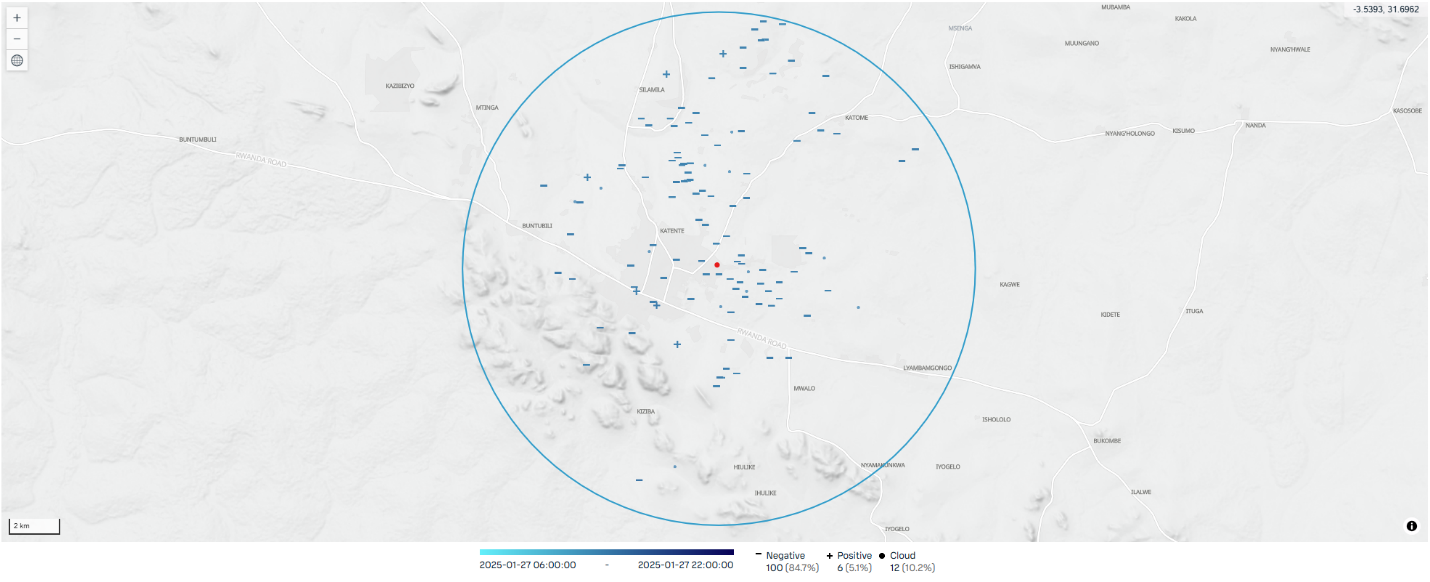 MUBAMBA
-3.5393, 31.6962
KAKOLA
MSENGA
MUUNGANO
NYANG'HWALE
ISHIGAMVA
KAZIBIZYO
SILAMILA
MTINGA
KASOSOBE
KATOME
NANDA
NYANG'HOLONGO
KISUMO
BUNTUMBULI
RWANDA ROAD
BUNTUBILI
KATENTE
KAGWE
KIDETE
ITUGA
RWANDA ROAD
LYAMBAMGONGO
MWALO
KIZIBA
ISHOLOLO
BUKOMBE
HILILIKE
NYAMAKUNKWA
IYOGELO
IHULIKE
ILALWE
2 km
IYOGELO
2025-01-27 06:00:00 - 2025-01-27 22:00:00
Negative
100 (84.7%)
Positive
6 (5.1%)
Cloud
12 (10.2%)